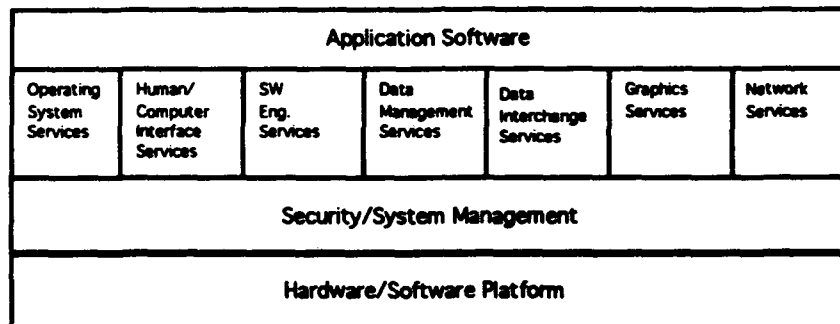 Application Software
Operating
System
Services
Human/
Computer
Interface
Services
SW
Eng.
Services
Data
Management
Services
Data
Interchange
Services
Graphics
Services
Network
Services
Security/System Management
Hardware/Software Platform